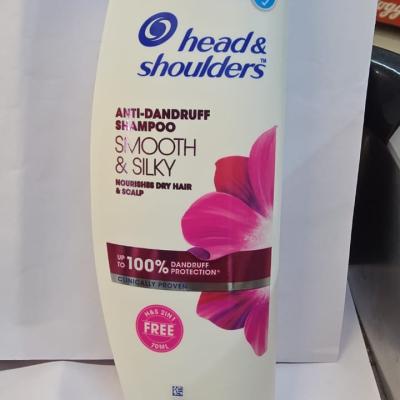 head &
shoulders™
ANTI-DANDRUFF
SHAMPOO
SMOOTH
& SILKY
NOURISHES DRY HAIR
& SCALP
UP TO 100% DANDRUFF PROTECTION*
CLINICALLY PROVEN
H&S 2IN1
FREE
70ML